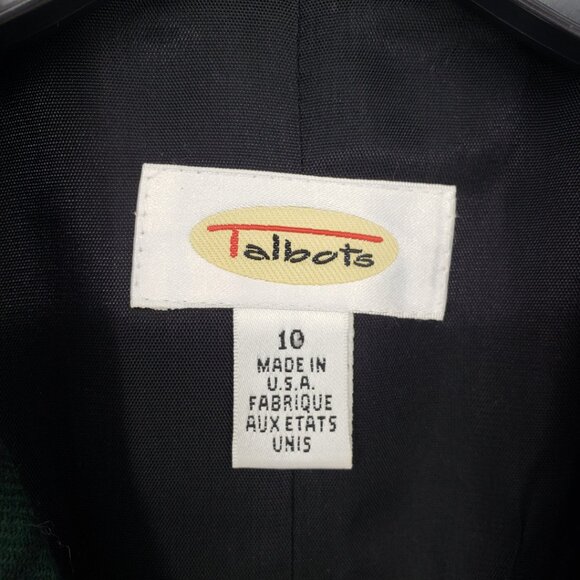 Talbots
10
MADE IN
U.S.A.
FABRIQUE
AUX ETATS
UNIS